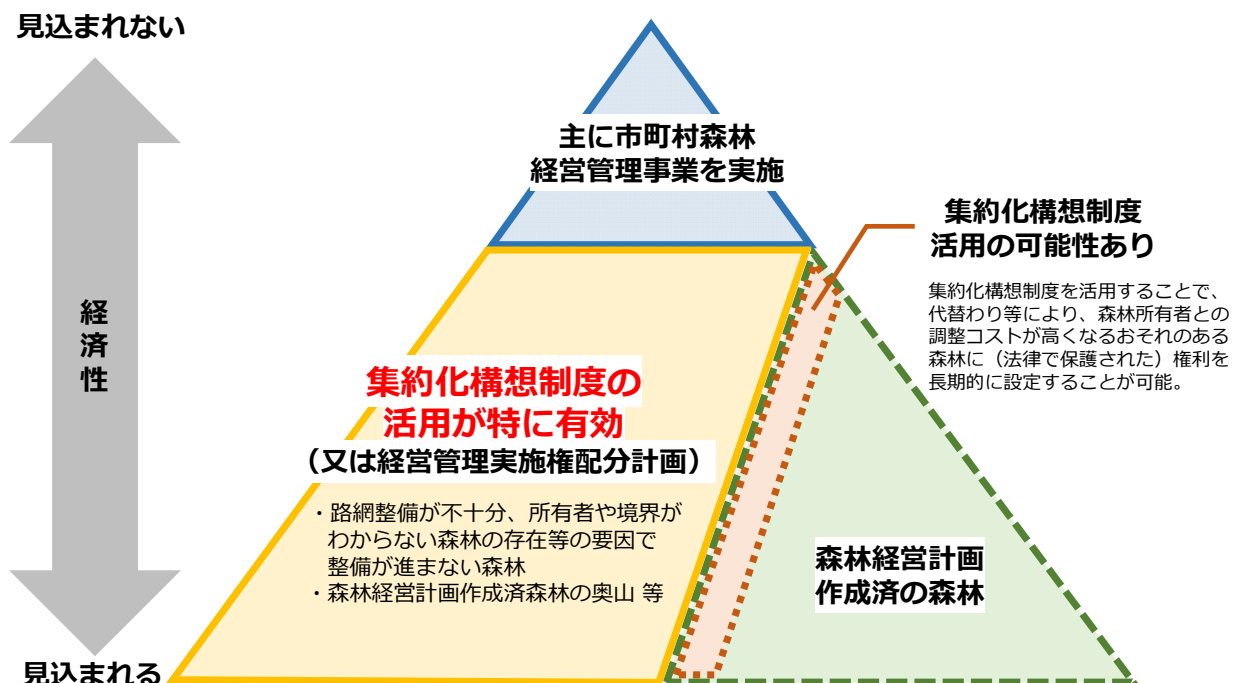 見込まれない
経済性
見込まれる
主に市町村森林
経営管理事業を実施
集約化構想制度
活用の可能性あり
集約化構想制度を活用することで、
代替わり等により、森林所有者との
調整コストが高くなるおそれのある
森林に（法律で保護された）権利を
長期的に設定することが可能。
集約化構想制度の
活用が特に有効
（又は経営管理実施権配分計画）
・路網整備が不十分、所有者や境界が
わからない森林の存在等の要因で
整備が進まない森林
・森林経営計画作成済森林の奥山 等
森林経営計画
作成済の森林